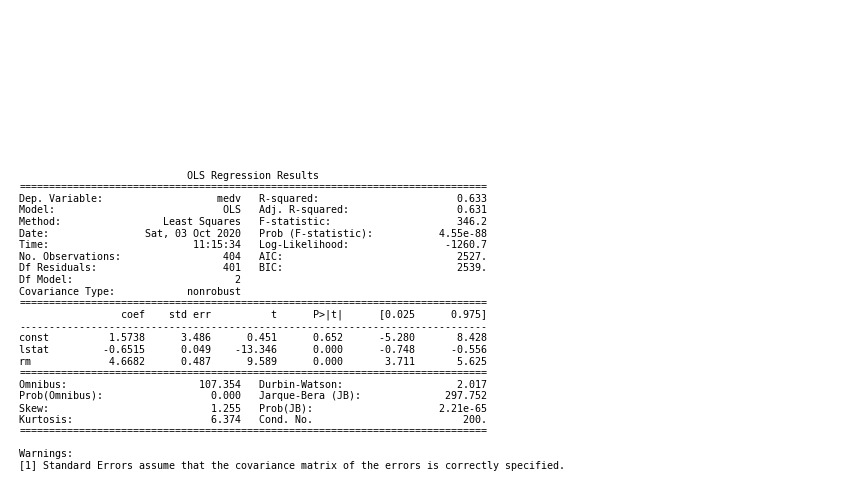 OLS Regression Results
==============================================================================
Dep. Variable:                   medv   R-squared:                       0.633
Model:                            OLS   Adj. R-squared:                  0.631
Method:                 Least Squares   F-statistic:                     346.2
Date:                Sat, 03 Oct 2020   Prob (F-statistic):           4.55e-88
Time:                        11:15:34   Log-Likelihood:                -1260.7
No. Observations:                 404   AIC:                             2527.
Df Residuals:                     401   BIC:                             2539.
Df Model:                           2
Covariance Type:            nonrobust
==============================================================================
                 coef    std err          t      P>|t|      [0.025      0.975]
------------------------------------------------------------------------------
const          1.5738      3.486      0.451      0.652      -5.280       8.428
lstat         -0.6515      0.049    -13.346      0.000      -0.748      -0.556
rm             4.6682      0.487      9.589      0.000       3.711       5.625
==============================================================================
Omnibus:                      107.354   Durbin-Watson:                   2.017
Prob(Omnibus):                  0.000   Jarque-Bera (JB):              297.752
Skew:                           1.255   Prob(JB):                     2.21e-65
Kurtosis:                       6.374   Cond. No.                         200.
==============================================================================

Warnings:
[1] Standard Errors assume that the covariance matrix of the errors is correctly specified.